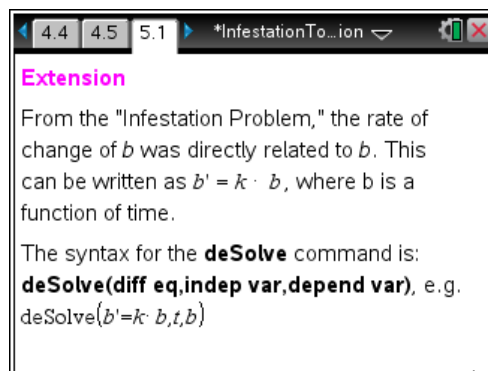 4.4 4.5 5.1 *InfestationTo...ion
Extension
From the "Infestation Problem," the rate of
change of b was directly related to b. This
can be written as b' = k · b, where b is a
function of time.
The syntax for the deSolve command is:
deSolve(diff eq,indep var,depend var), e.g.
deSolve(b'=k· b,t,b)